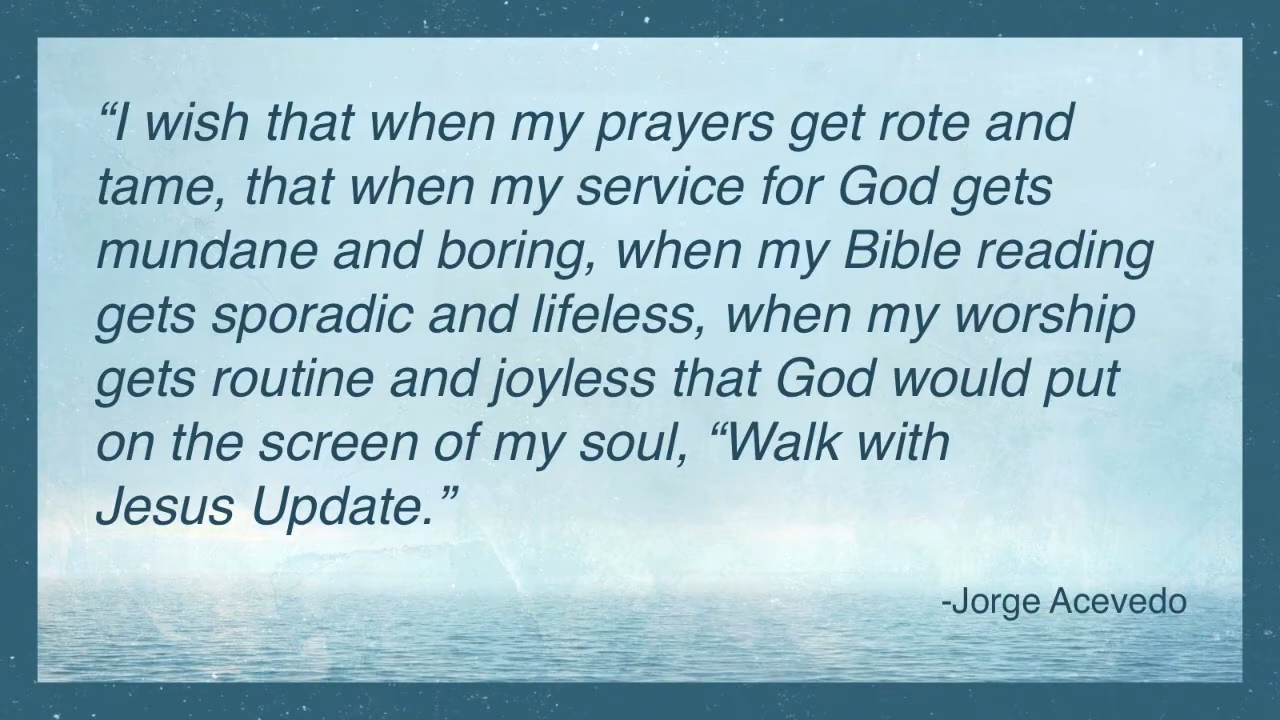 “I wish that when my prayers get rote and
tame, that when my service for God gets
mundane and boring, when my Bible reading
gets sporadic and lifeless, when my worship
gets routine and joyless that God would put
on the screen of my soul, “Walk with
Jesus Update.”
-Jorge Acevedo